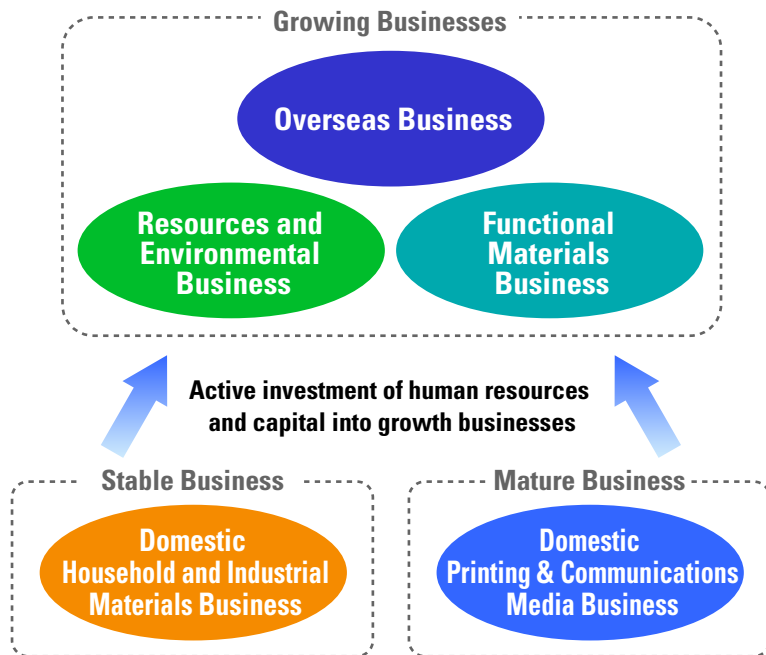 Growing Businesses
Overseas Business
Resources and
Environmental
Business
Functional
Materials
Business
Active investment of human resources
and capital into growth businesses
Stable Business
Domestic
Household and Industrial
Materials Business
Mature Business
Domestic
Printing & Communications
Media Business